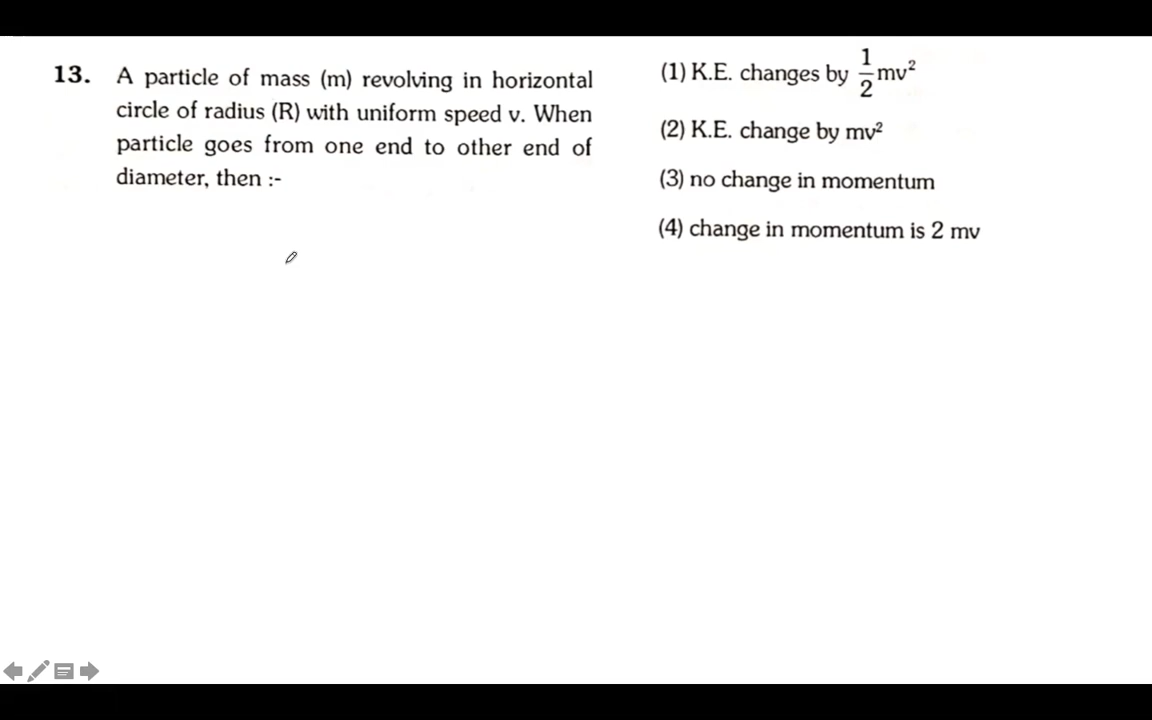 13. A particle of mass (m) revolving in horizontal
circle of radius (R) with uniform speed v. When
particle goes from one end to other end of
diameter, then :-
(1) K.E. changes by 1/2 mv²
(2) K.E. change by mv²
(3) no change in momentum
(4) change in momentum is 2 mv